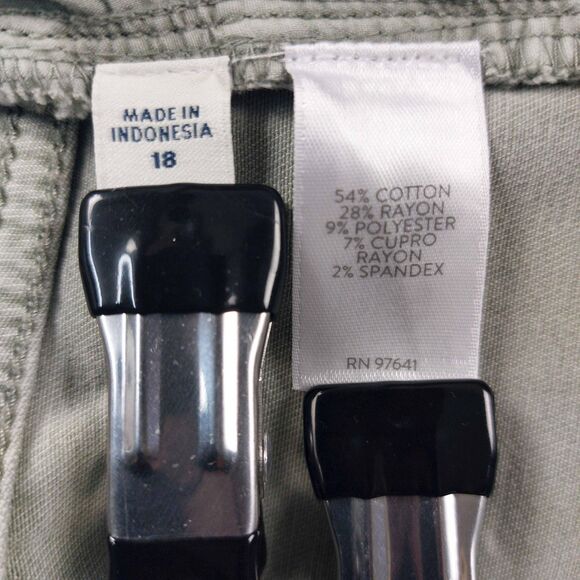 MADE IN
INDONESIA
18
54% COTTON
28% RAYON
9% POLYESTER
7% CUPRO
RAYON
2% SPANDEX
RN 97641